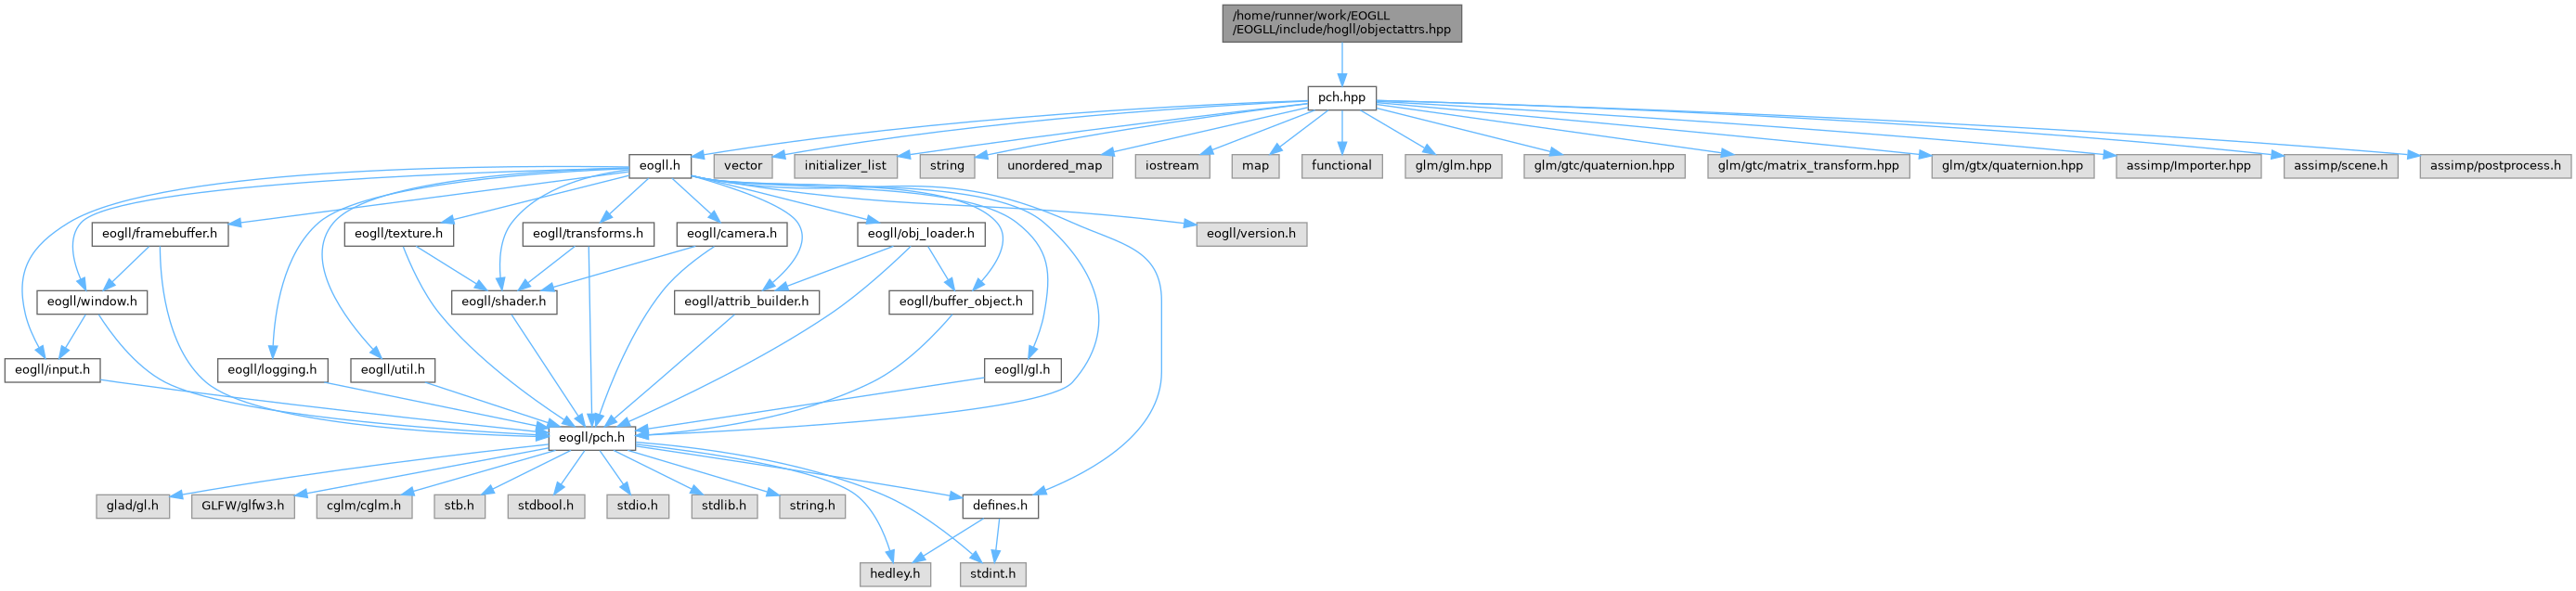 /home/runner/work/EOGLL
/EOGLL/include/hogll/objectattrs.hpp
pch.hpp
eogll.h
vector
initializer_list
string
unordered_map
iostream
map
functional
glm/glm.hpp
glm/gtc/quaternion.hpp
glm/gtc/matrix_transform.hpp
glm/gtx/quaternion.hpp
assimp/Importer.hpp
assimp/scene.h
assimp/postprocess.h
eogll/framebuffer.h
eogll/texture.h
eogll/transforms.h
eogll/camera.h
eogll/obj_loader.h
eogll/version.h
eogll/window.h
eogll/shader.h
eogll/attrib_builder.h
eogll/buffer_object.h
eogll/input.h
eogll/logging.h
eogll/util.h
eogll/gl.h
eogll/pch.h
glad/gl.h
GLFW/glfw3.h
cglm/cglm.h
stb.h
stdbool.h
stdio.h
stdlib.h
string.h
defines.h
hedley.h
stdint.h